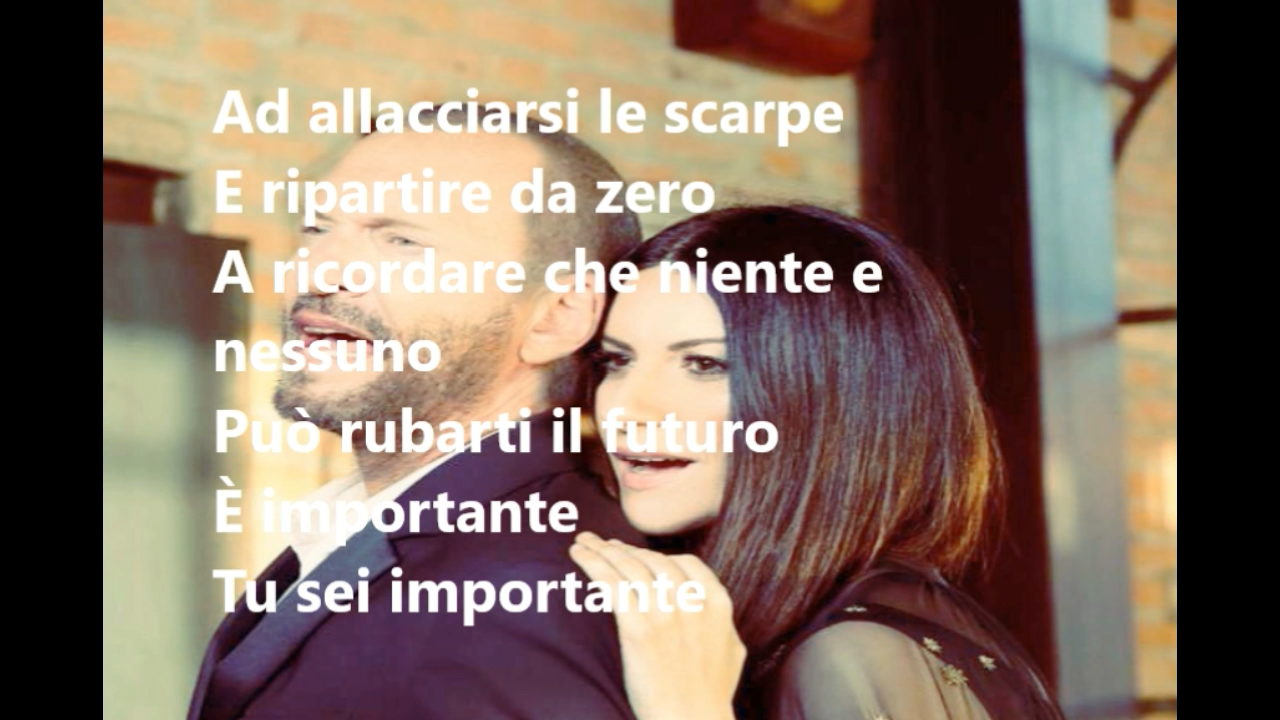 Ad allacciarsi le scarpe
E ripartire da zero
A ricordare che niente e
nessuno
Può rubarti il futuro
È importante
Tu sei importante